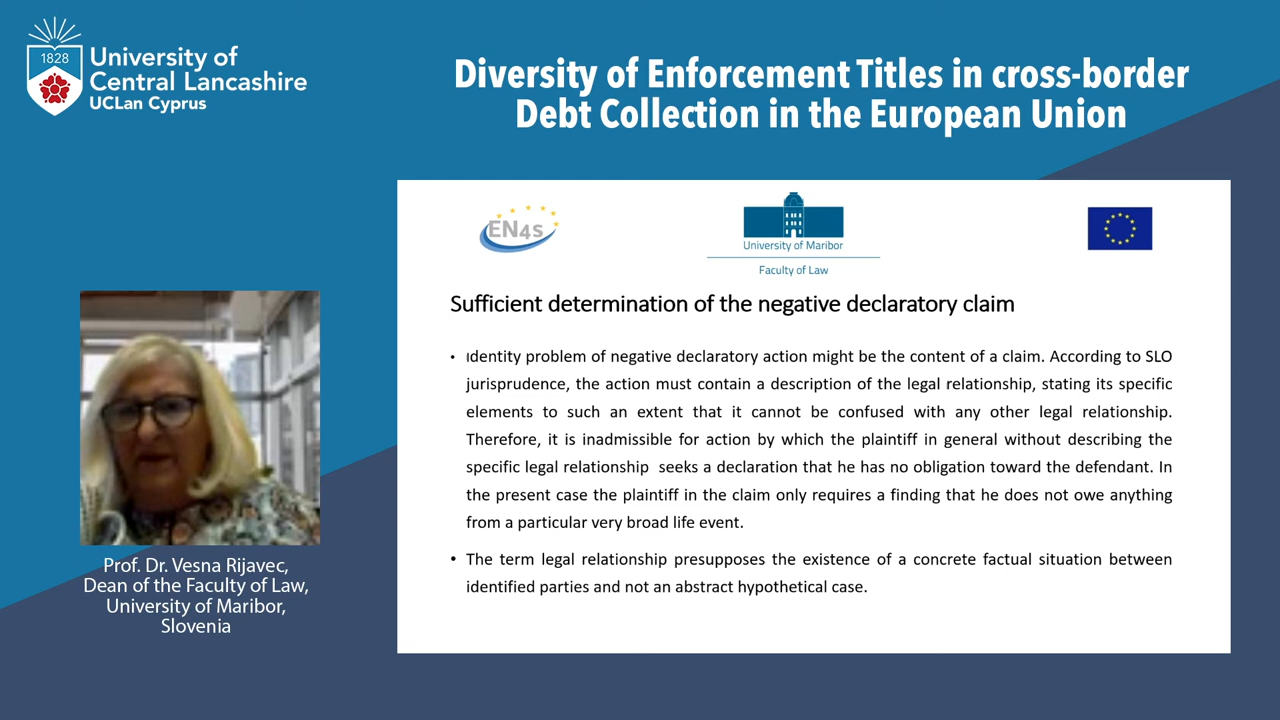 1828
University of
Central Lancashire
UCLan Cyprus
Diversity of Enforcement Titles in cross-border
Debt Collection in the European Union
EN4s
University of Maribor
Faculty of Law
Sufficient determination of the negative declaratory claim
• Identity problem of negative declaratory action might be the content of a claim. According to SLO
jurisprudence, the action must contain a description of the legal relationship, stating its specific
elements to such an extent that it cannot be confused with any other legal relationship.
Therefore, it is inadmissible for action by which the plaintiff in general without describing the
specific legal relationship seeks a declaration that he has no obligation toward the defendant. In
the present case the plaintiff in the claim only requires a finding that he does not owe anything
from a particular very broad life event.
• The term legal relationship presupposes the existence of a concrete factual situation between
identified parties and not an abstract hypothetical case.
Prof. Dr. Vesna Rijavec,
Dean of the Faculty of Law,
University of Maribor,
Slovenia